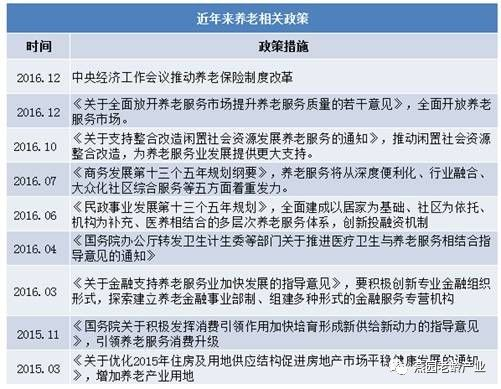 近年来养老相关政策
时间 政策措施
2016.12 中央经济工作会议推动养老保险制度改革
2016.12 《关于全面放开养老服务市场提升养老服务质量的若干意见》，全面开放养老
服务市场。
2016.10 《关于支持整合改造闲置社会资源发展养老服务的通知》，推动闲置社会资源
整合改造，为养老服务业发展提供更大支持。
2016.07 《商务发展第十三个五年规划纲要》，养老服务将从深度便利化、行业融合、
大众化社区综合服务等五方面着重发力。
2016.06 《民政事业发展第十三个五年规划》，全面建成以居家为基础、社区为依托、
机构为补充、医养相结合的多层次养老服务体系，创新投融资机制
2016.04 《国务院办公厅转发卫生计生委等部门关于推进医疗卫生与养老服务相结合指
导意见的通知》
2016.03 《关于金融支持养老服务业加快发展的指导意见》，要积极创新专业金融组织
形式，探索建立养老金融事业部制、组建多种形式的金融服务专营机构
2015.11 《国务院关于积极发挥消费引领作用加快培育形成新供给新动力的指导意见
》，引领养老服务消费升级
2015.03 《关于优化2015年住房及用地供应结构促进房地产市场平稳健康发展的通知
》，增加养老产业用地
燕园老龄产业